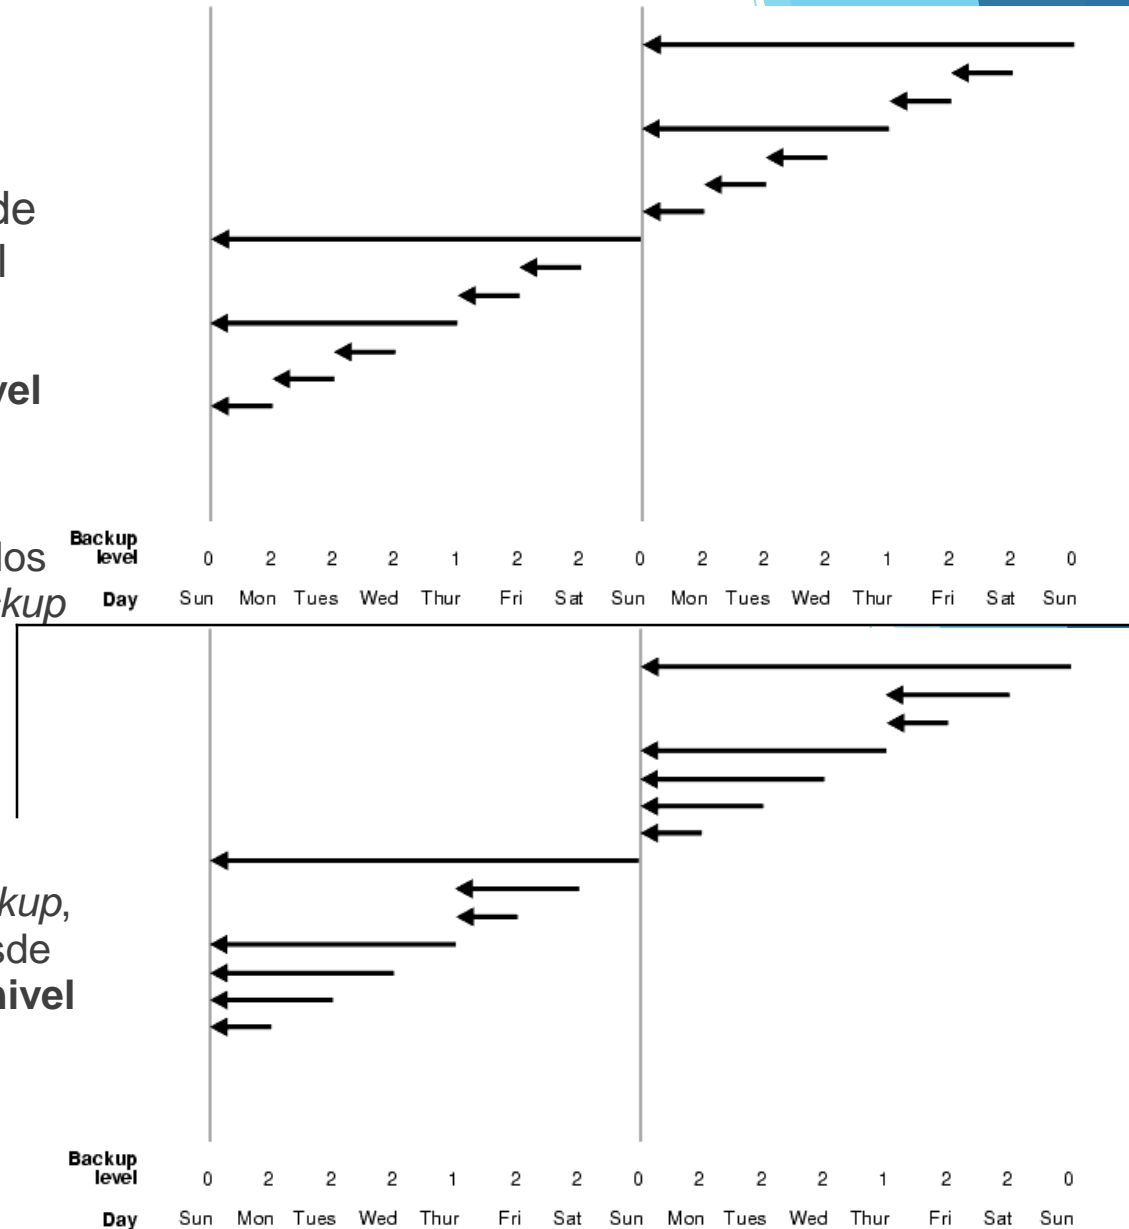 de
l
vel
los
Backup
level 0 2 2 2 1 2 2 0 2 2 2 1 2 2 0
ckup
Day Sun Mon Tues Wed Thur Fri Sat Sun Mon Tues Wed Thur Fri Sat Sun
kup,
sde
nivel
Backup
level 0 2 2 2 1 2 2 0 2 2 2 1 2 2 0
Day Sun Mon Tues Wed Thur Fri Sat Sun Mon Tues Wed Thur Fri Sat Sun